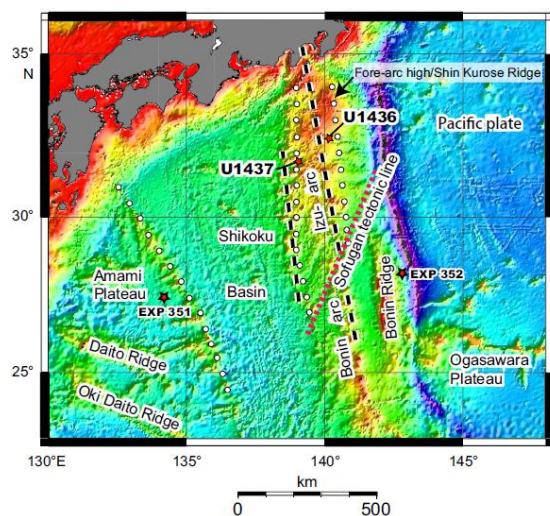 35°
N
Fore-arc high/Shin Kurose Ridge
U1436
Pacific plate
U1437
Izu-
arc
30°
Sofugan tectonic line
Shikoku
Basin
Amami
Plateau
EXP 351
EXP 352
Bonin Ridge
Bonin arc
Daito Ridge
Ogasawara
Plateau
25°
Oki Daito Ridge
130°E
135°
140°
145°
km
0
500